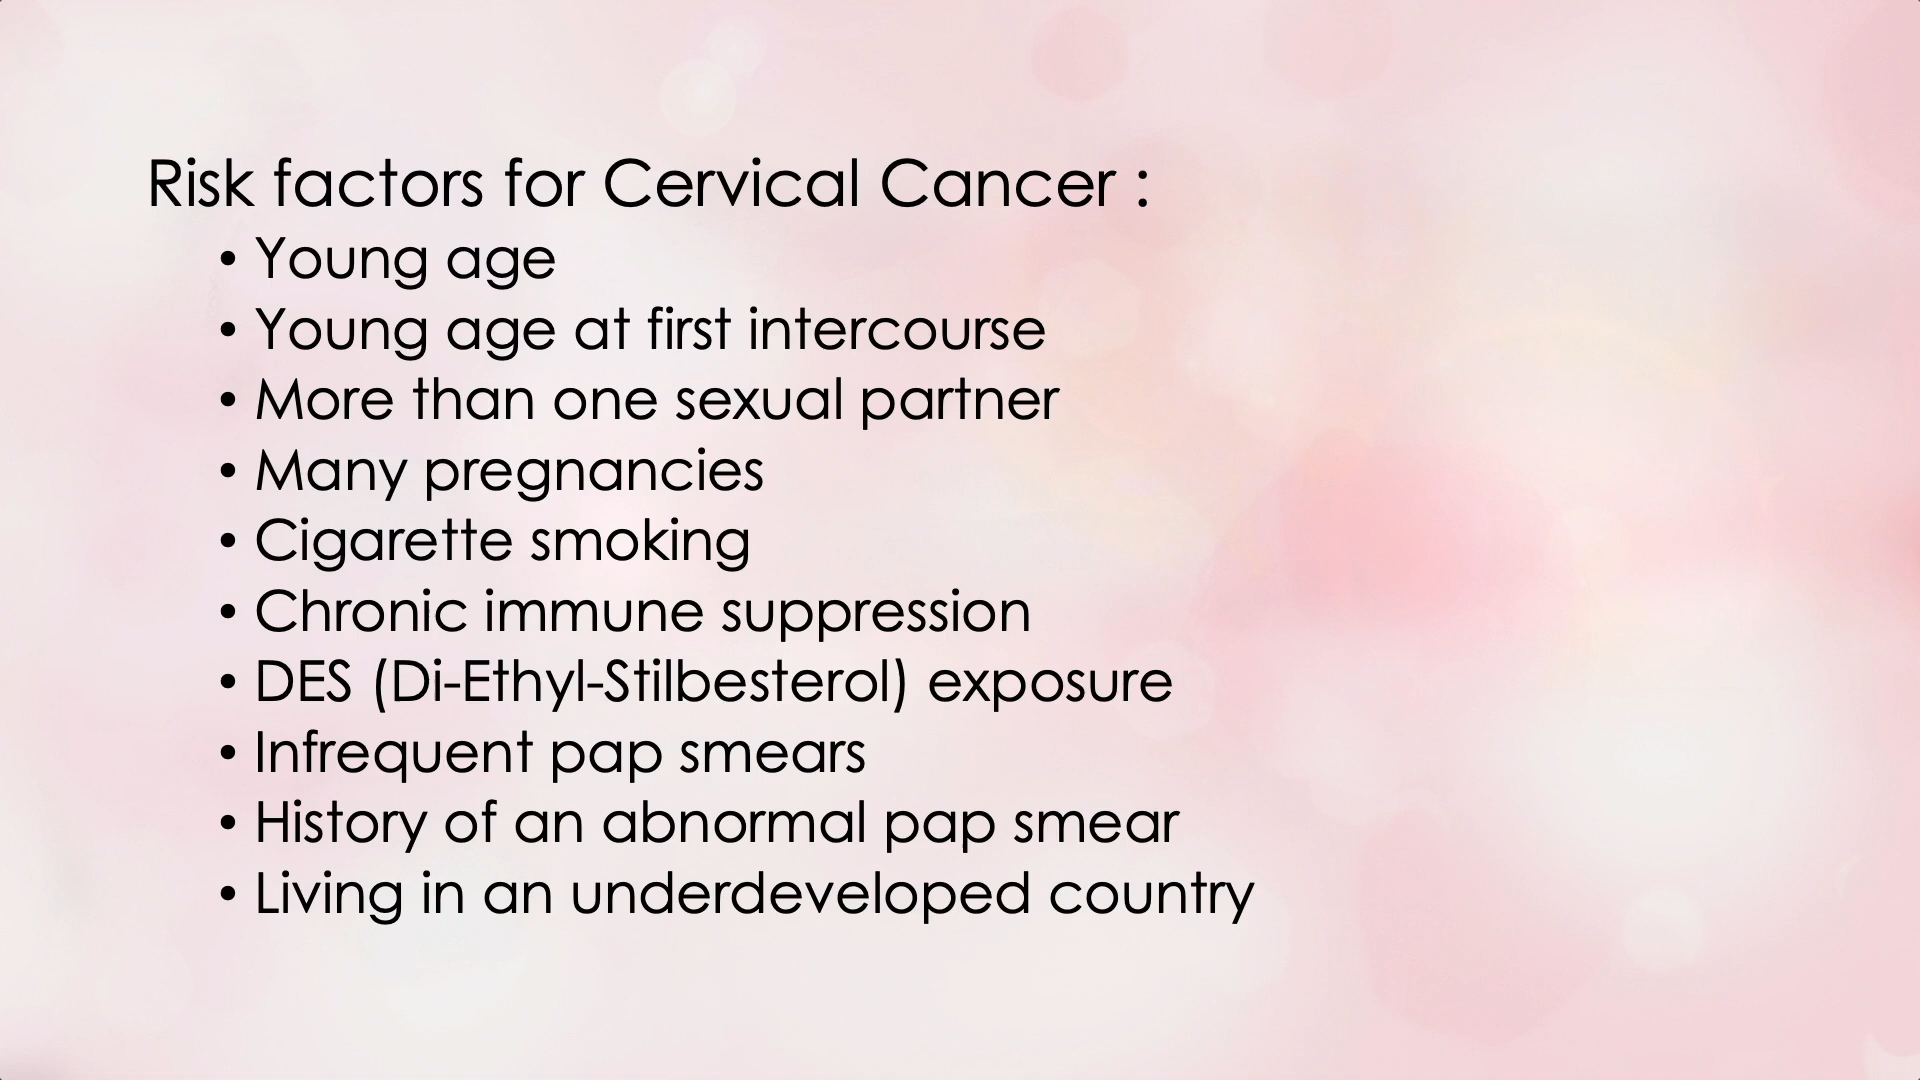 Risk factors for Cervical Cancer :
• Young age
• Young age at first intercourse
• More than one sexual partner
• Many pregnancies
• Cigarette smoking
• Chronic immune suppression
• DES (Di-Ethyl-Stilbesterol) exposure
• Infrequent pap smears
• History of an abnormal pap smear
• Living in an underdeveloped country